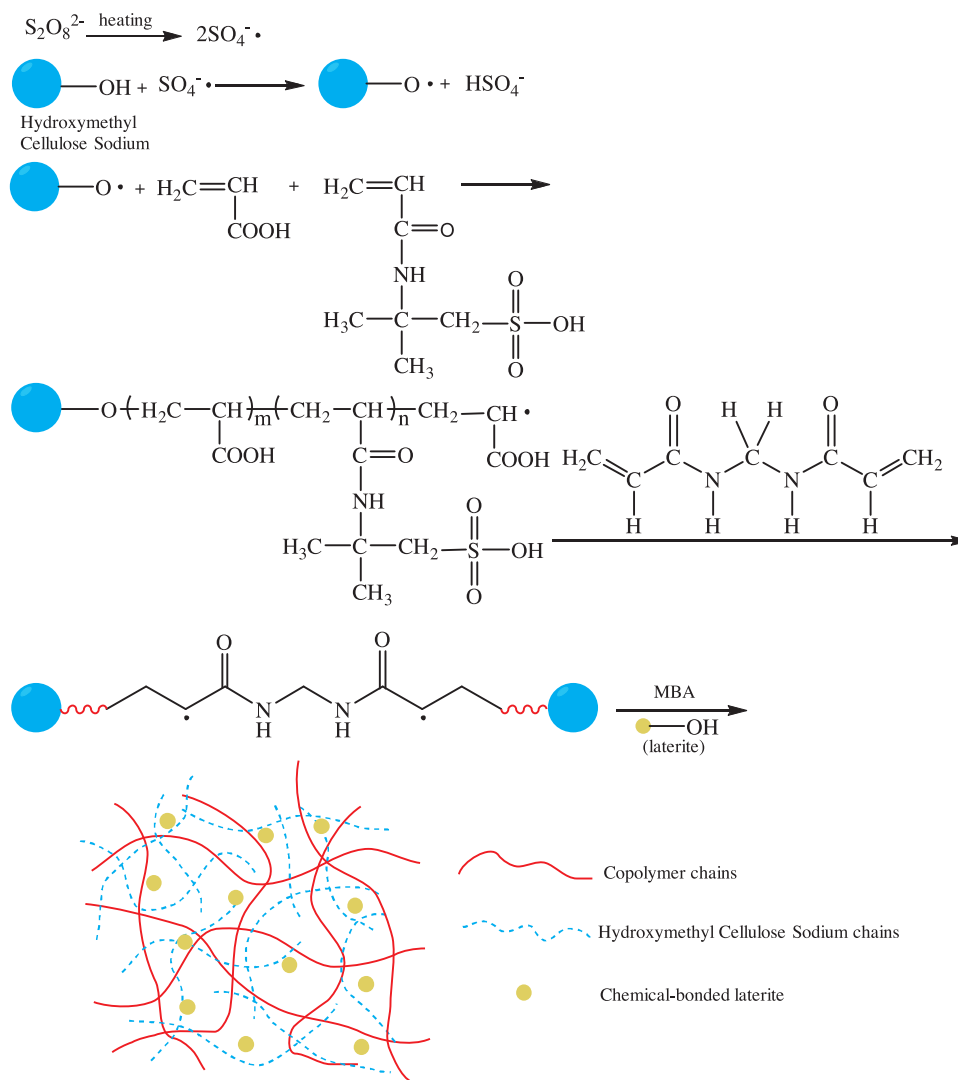 S₂O₈²⁻ heating 2SO₄⁻•
OH + SO₄⁻• O• + HSO₄⁻
Hydroxymethyl
Cellulose Sodium
O• + H₂C=CH + H₂C=CH
COOH C=O
NH O
H₃C C CH₂ S OH
CH₃ O
O (H₂C CH)m (CH₂ CH)n CH₂ CH•
COOH C=O COOH
NH O
H₃C C CH₂ S OH
CH₃ O
O H H O
H₂C C C C C CH₂
C N N C
H H H H
O O
N N
H H
MBA
OH
(laterite)
Copolymer chains
Hydroxymethyl Cellulose Sodium chains
Chemical-bonded laterite